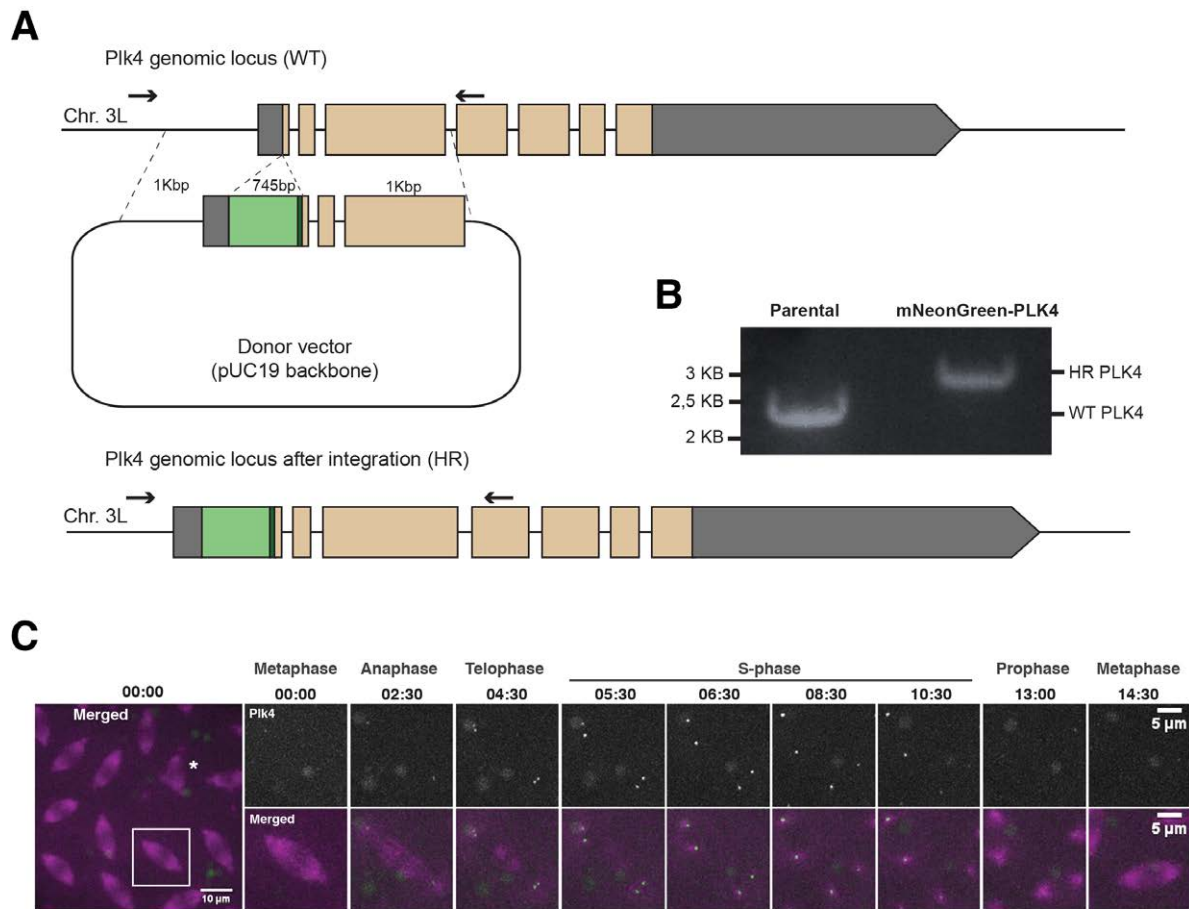 A
Plk4 genomic locus (WT)
Chr. 3L
1Kbp
745bp
1Kbp
Donor vector
(pUC19 backbone)
Plk4 genomic locus after integration (HR)
Chr. 3L
B
Parental
mNeonGreen-PLK4
3 KB
2,5 KB
2 KB
HR PLK4
WT PLK4
C
Metaphase Anaphase Telophase S-phase Prophase Metaphase
00:00 00:00 02:30 04:30 05:30 06:30 08:30 10:30 13:00 14:30
Merged
*
10 µm
Plk4
5 µm
Merged
5 µm